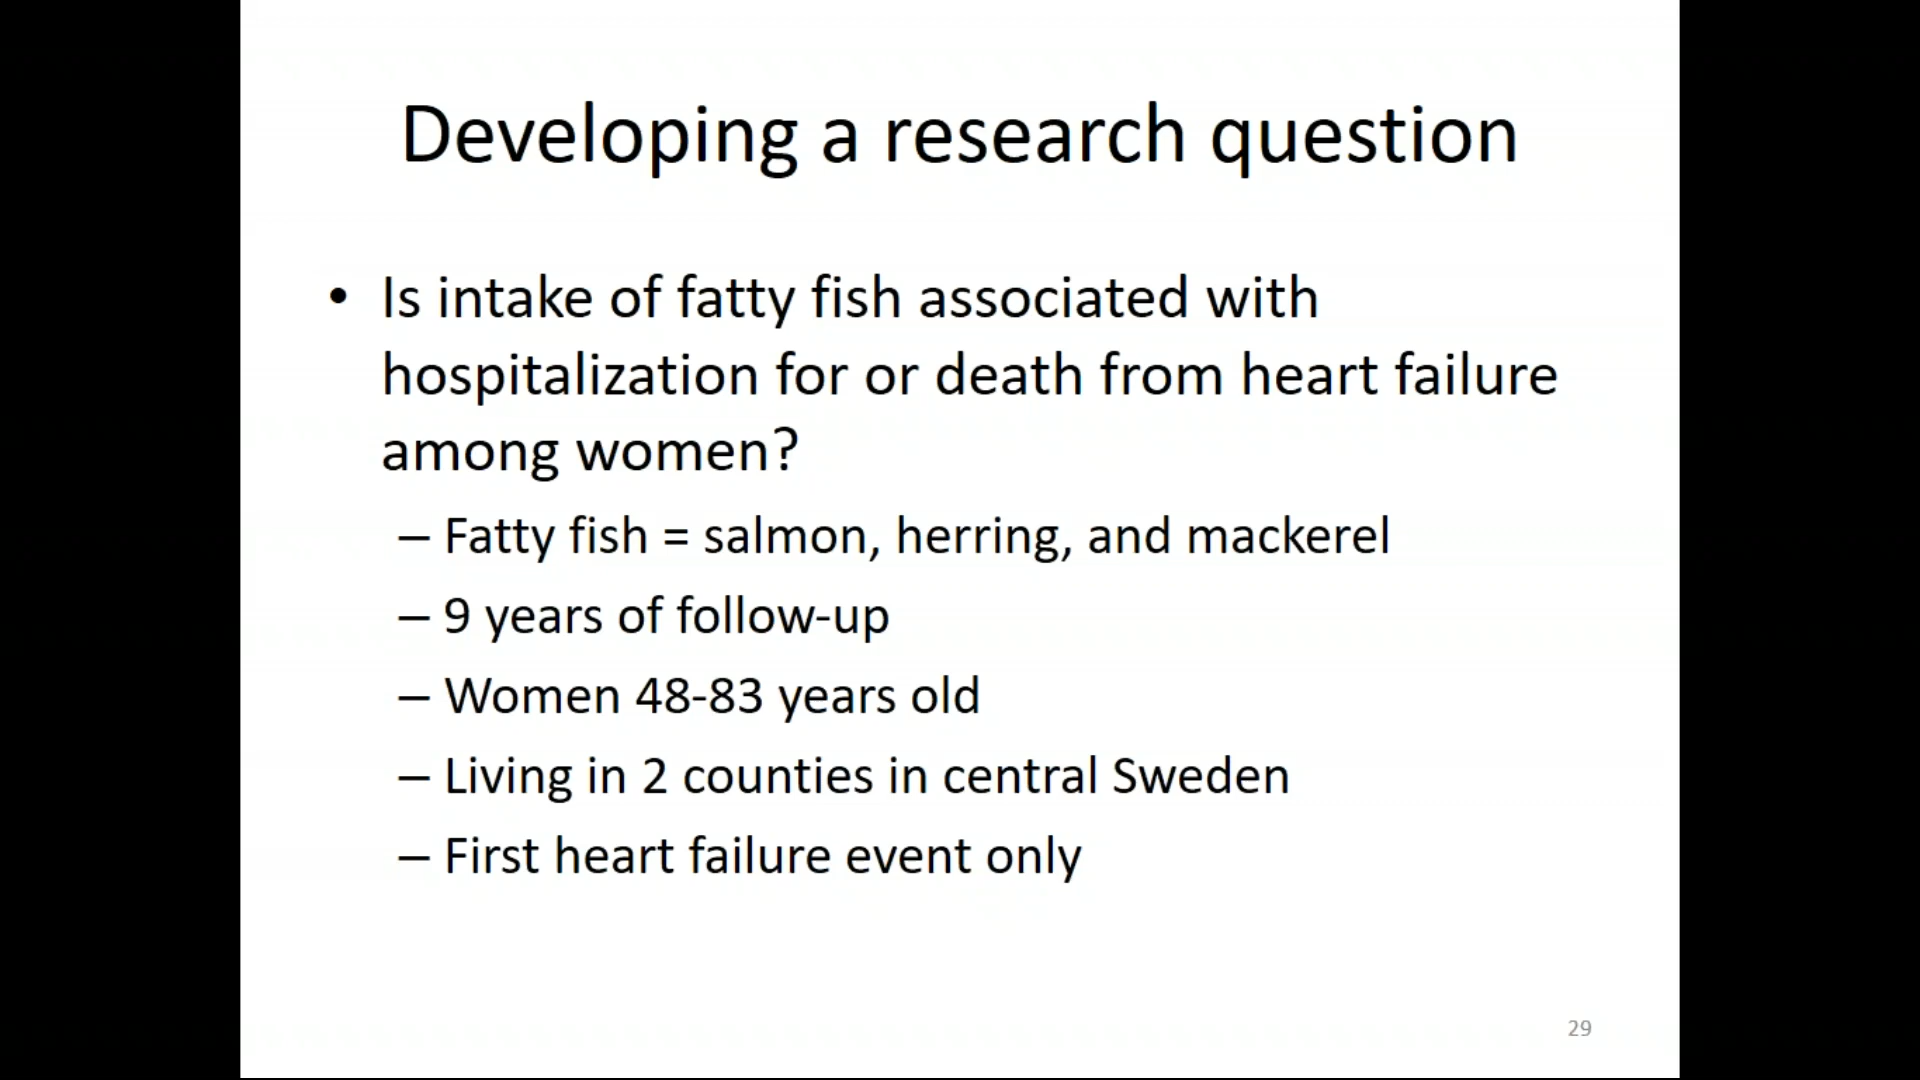 Developing a research question
• Is intake of fatty fish associated with
hospitalization for or death from heart failure
among women?
– Fatty fish = salmon, herring, and mackerel
– 9 years of follow-up
– Women 48-83 years old
– Living in 2 counties in central Sweden
– First heart failure event only
29